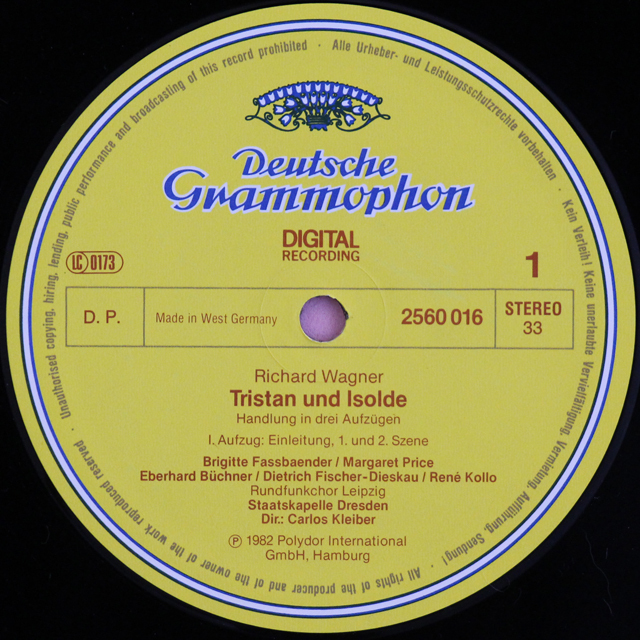 Unauthorised copying, hiring, lending, public performance and broadcasting of this record prohibited · Alle Urheber- und Leistungsschutzrechte vorbehalten · Kein Verleih! Keine unerlaubte Vervielfältigung, Vermietung, Aufführung, Sendung! · All rights of the producer and of the owner of the work reproduced reserved ·
Deutsche
Grammophon
DIGITAL
RECORDING
LC 0173
1
D. P.
Made in West Germany
2560 016
STEREO
33
Richard Wagner
Tristan und Isolde
Handlung in drei Aufzügen
I. Aufzug: Einleitung, 1. und 2. Szene
Brigitte Fassbaender / Margaret Price
Eberhard Büchner / Dietrich Fischer-Dieskau / René Kollo
Rundfunkchor Leipzig
Staatskapelle Dresden
Dir.: Carlos Kleiber
℗ 1982 Polydor International
GmbH, Hamburg